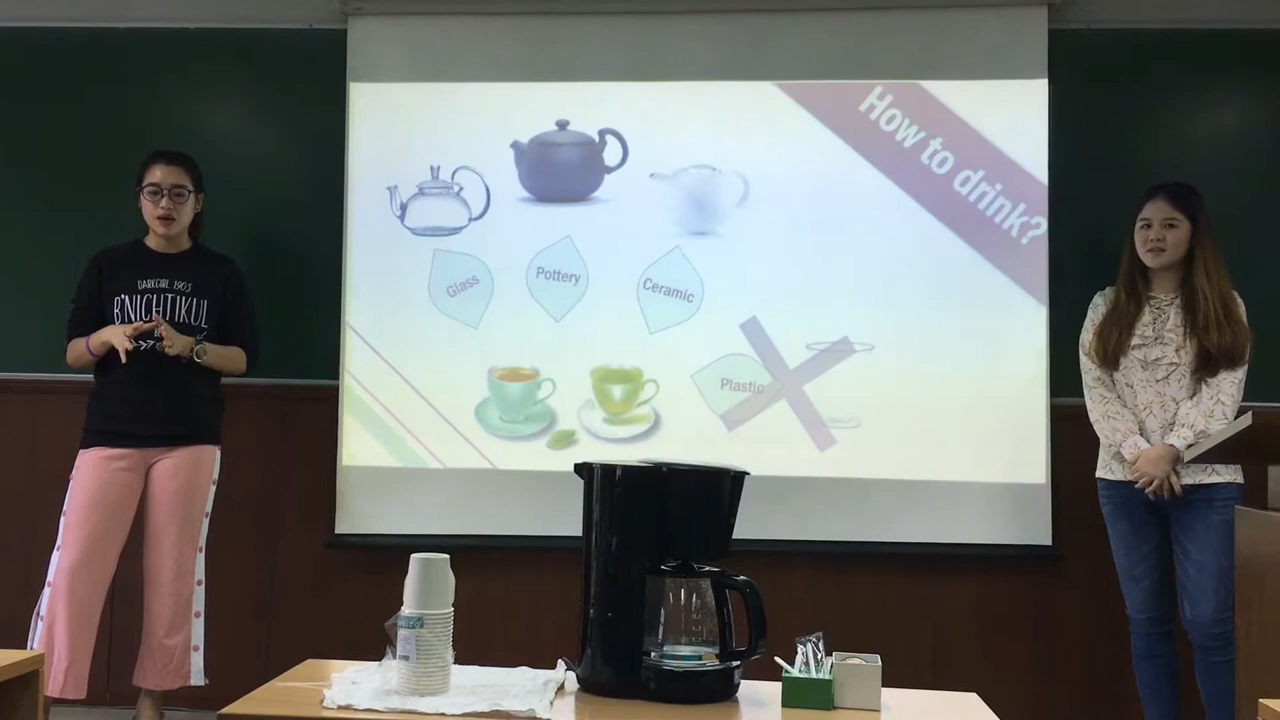 How to drink?
Glass
Pottery
Ceramic
Plastic
DARKGIRL 1905
B'NICHTIKUL